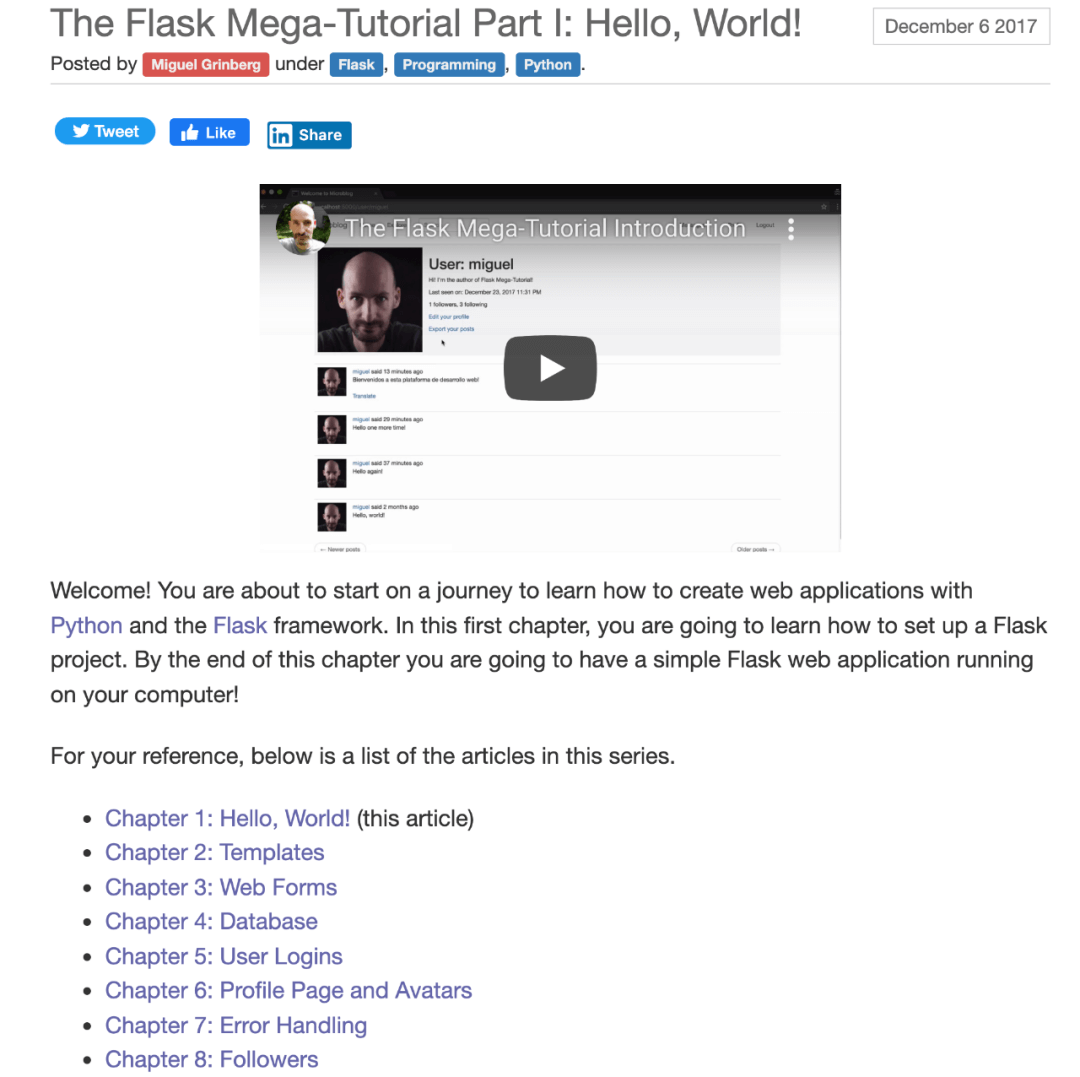 The Flask Mega-Tutorial Part I: Hello, World!
December 6 2017
Posted by Miguel Grinberg under Flask, Programming, Python.
Tweet
Like
in Share
Welcome to Microblog
The Flask Mega-Tutorial Introduction
Logout
User: miguel
Hi! I'm the author of Flask Mega-Tutorial!
Last seen on: December 23, 2017 11:31 PM
1 followers, 3 following
Edit your profile
Export your posts
miguel said 13 minutes ago
Bienvenidos a esta plataforma de desarrollo web!
Translate
miguel said 29 minutes ago
Hello one more time!
miguel said 37 minutes ago
Hello again!
miguel said 2 months ago
Hello, world!
← Newer posts
Older posts →
Welcome! You are about to start on a journey to learn how to create web applications with
Python and the Flask framework. In this first chapter, you are going to learn how to set up a Flask
project. By the end of this chapter you are going to have a simple Flask web application running
on your computer!
For your reference, below is a list of the articles in this series.
• Chapter 1: Hello, World! (this article)
• Chapter 2: Templates
• Chapter 3: Web Forms
• Chapter 4: Database
• Chapter 5: User Logins
• Chapter 6: Profile Page and Avatars
• Chapter 7: Error Handling
• Chapter 8: Followers